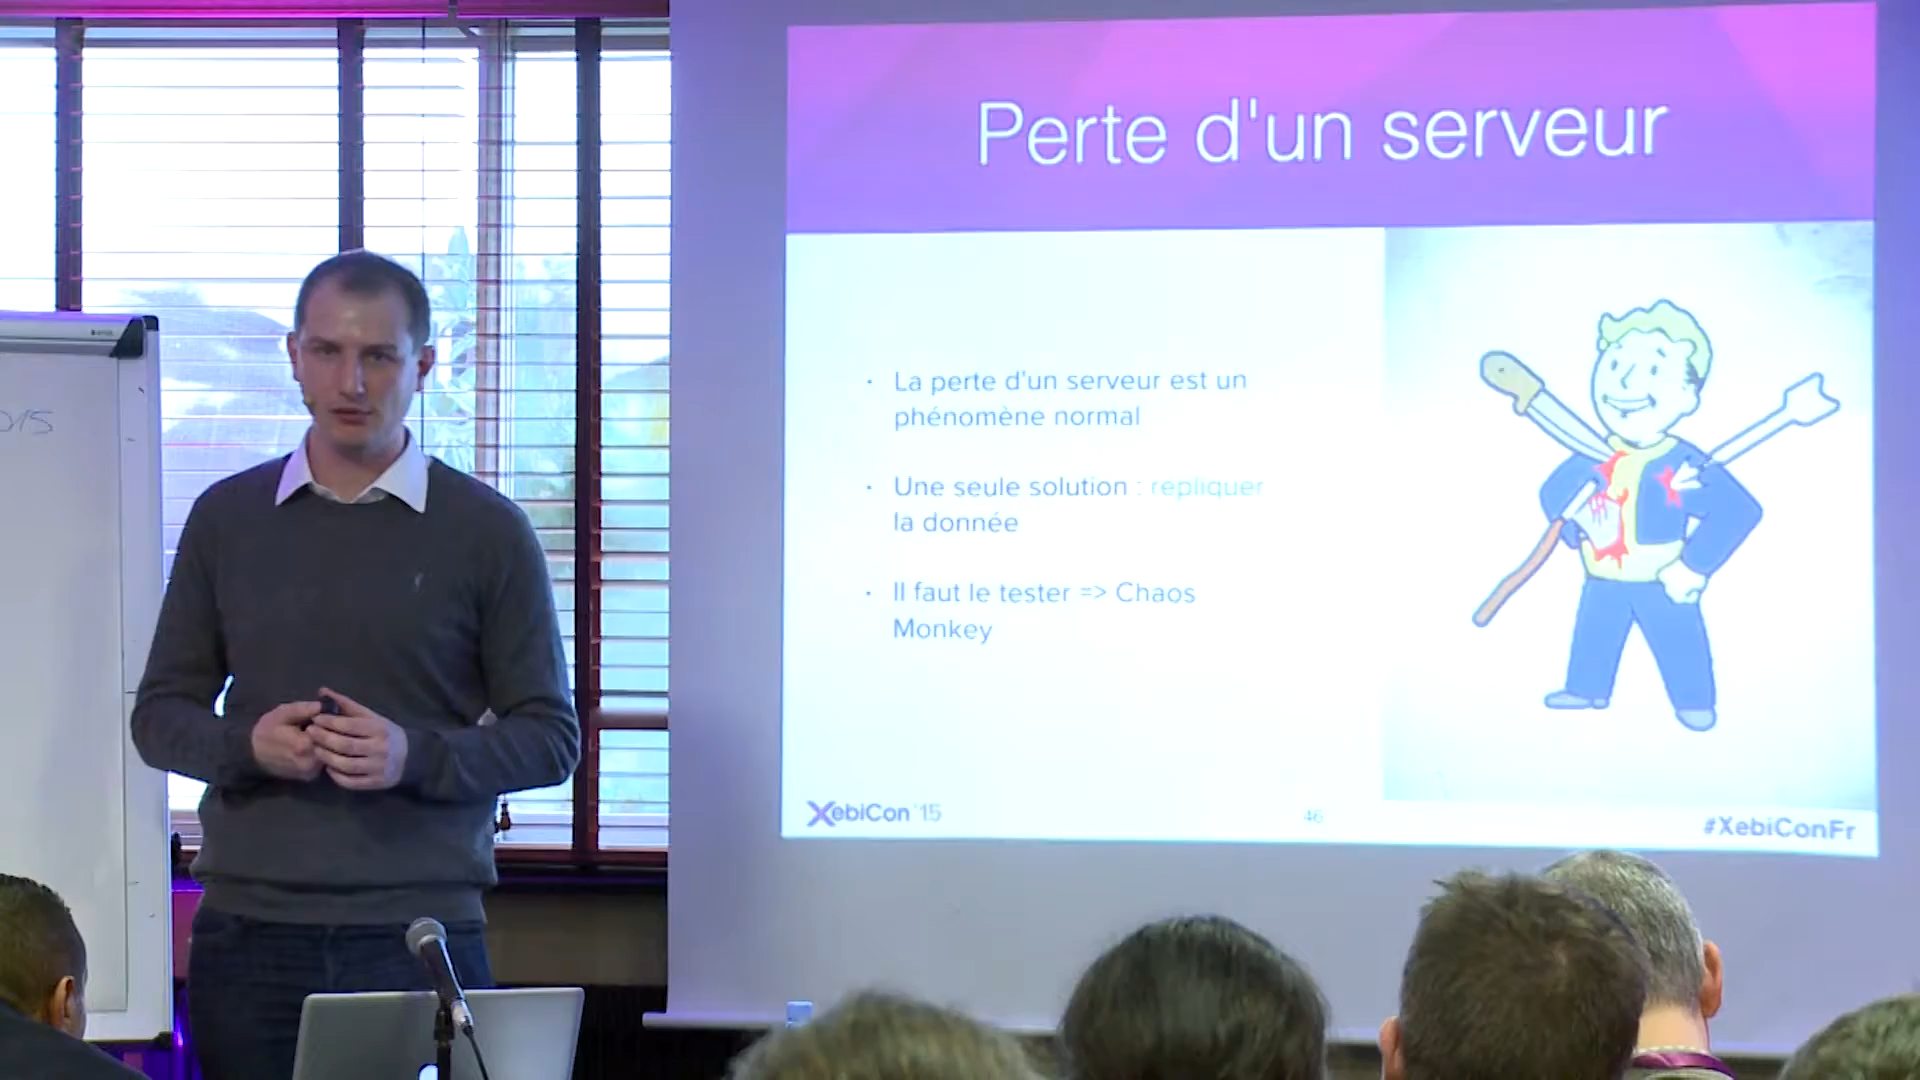 Perte d'un serveur
· La perte d'un serveur est un
phénomène normal
· Une seule solution : repliquer
la donnée
· Il faut le tester => Chaos
Monkey
XebiCon'15
46
#XebiConFr
015